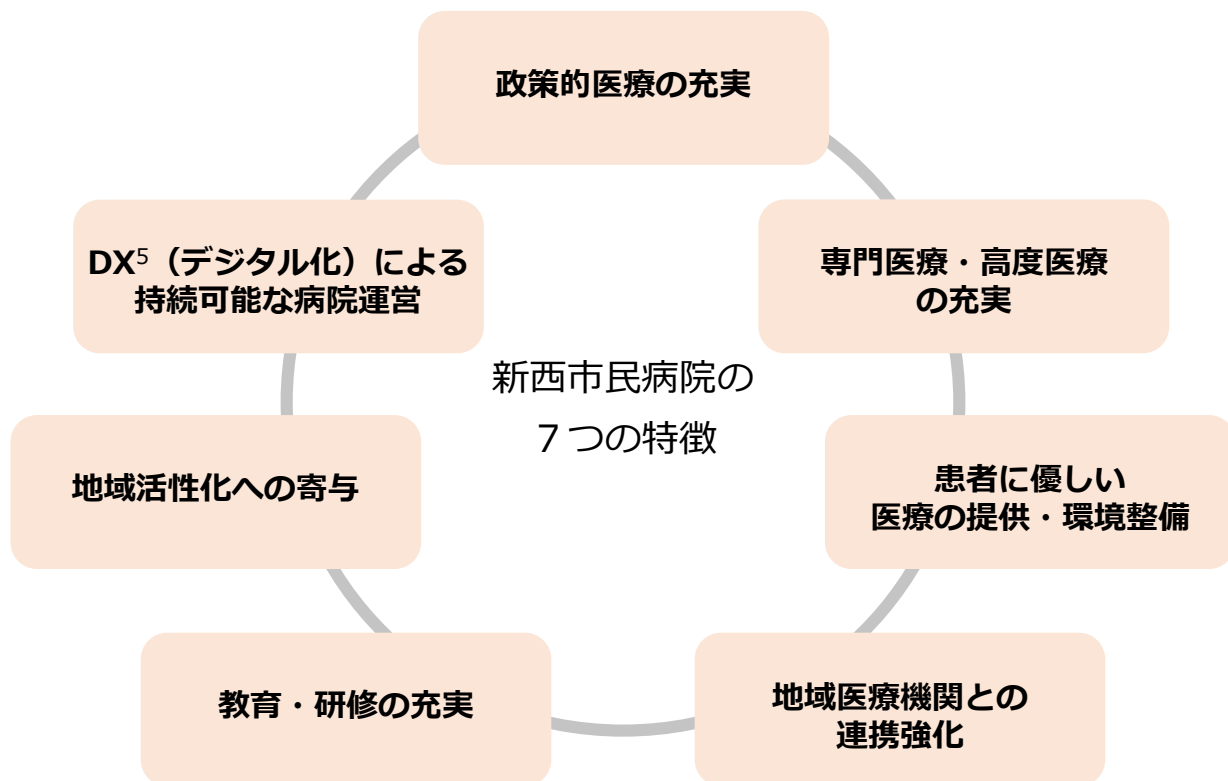 政策的医療の充実
専門医療・高度医療
の充実
患者に優しい
医療の提供・環境整備
地域医療機関との
連携強化
教育・研修の充実
地域活性化への寄与
DX⁵（デジタル化）による
持続可能な病院運営
新西市民病院の
７つの特徴